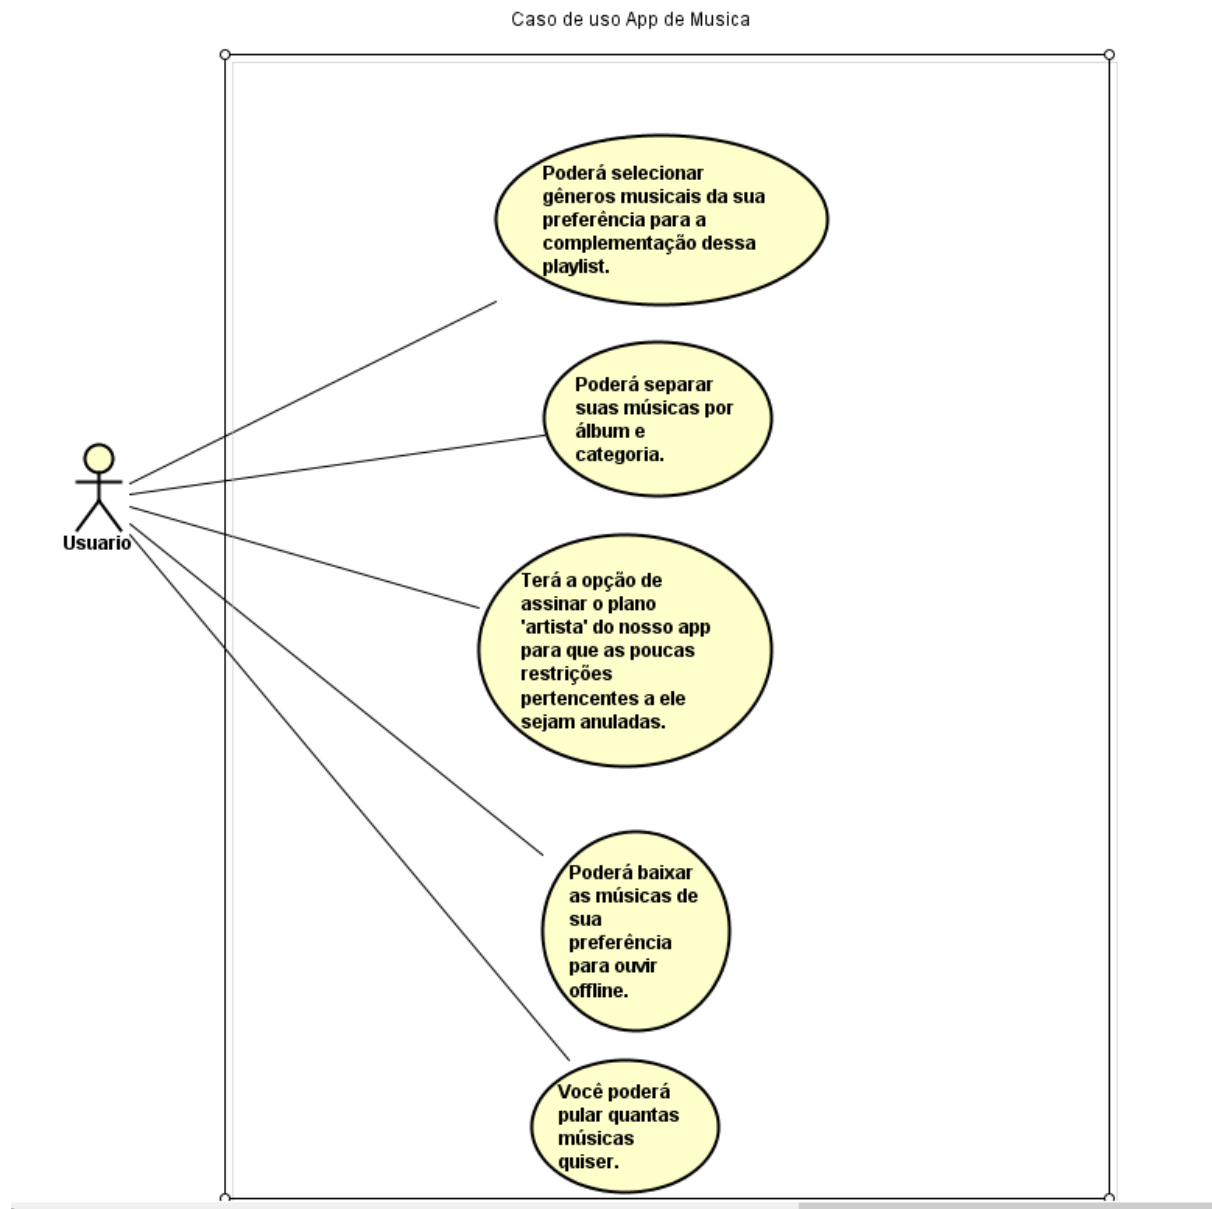 Caso de uso App de Musica
Poderá selecionar
gêneros musicais da sua
preferência para a
complementação dessa
playlist.
Poderá separar
suas músicas por
álbum e
categoria.
Usuario
Terá a opção de
assinar o plano
'artista' do nosso app
para que as poucas
restrições
pertencentes a ele
sejam anuladas.
Poderá baixar
as músicas de
sua
preferência
para ouvir
offline.
Você poderá
pular quantas
músicas
quiser.